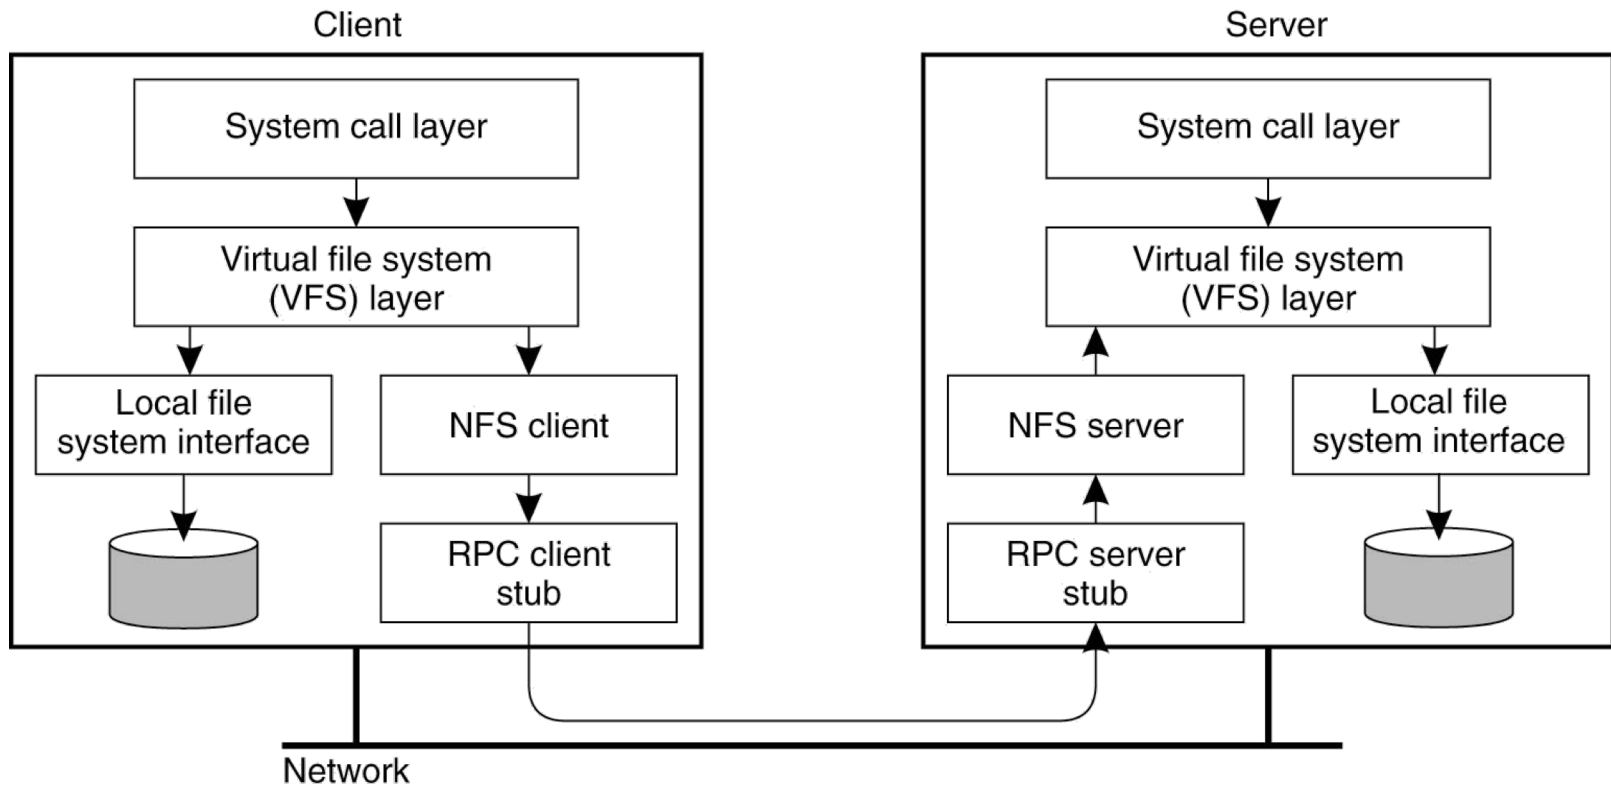 Client
System call layer
Virtual file system
(VFS) layer
Local file
system interface
NFS client
RPC client
stub
Server
System call layer
Virtual file system
(VFS) layer
NFS server
Local file
system interface
RPC server
stub
Network